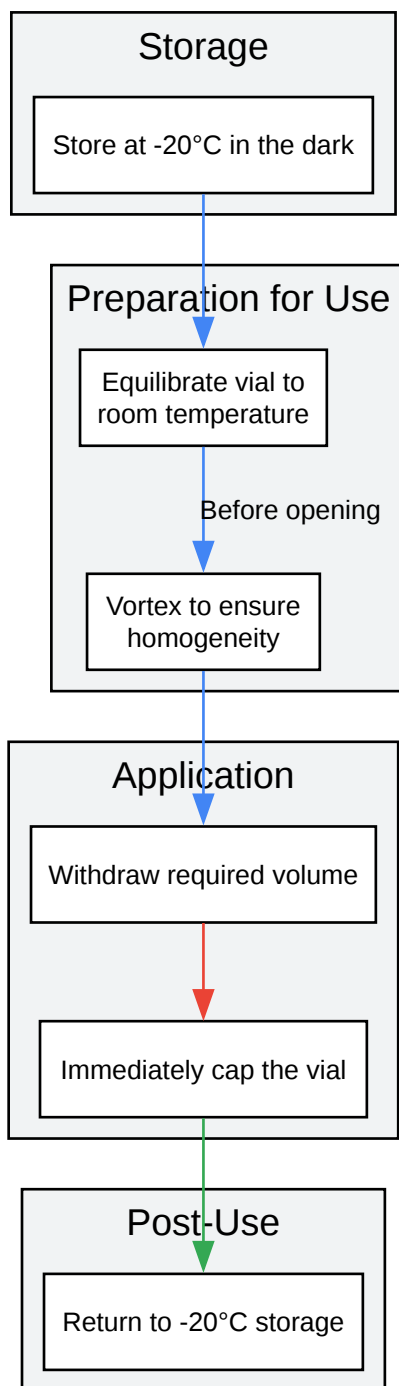 Storage
Store at -20°C in the dark
Preparation for Use
Equilibrate vial to
room temperature
Before opening
Vortex to ensure
homogeneity
Application
Withdraw required volume
Immediately cap the vial
Post-Use
Return to -20°C storage